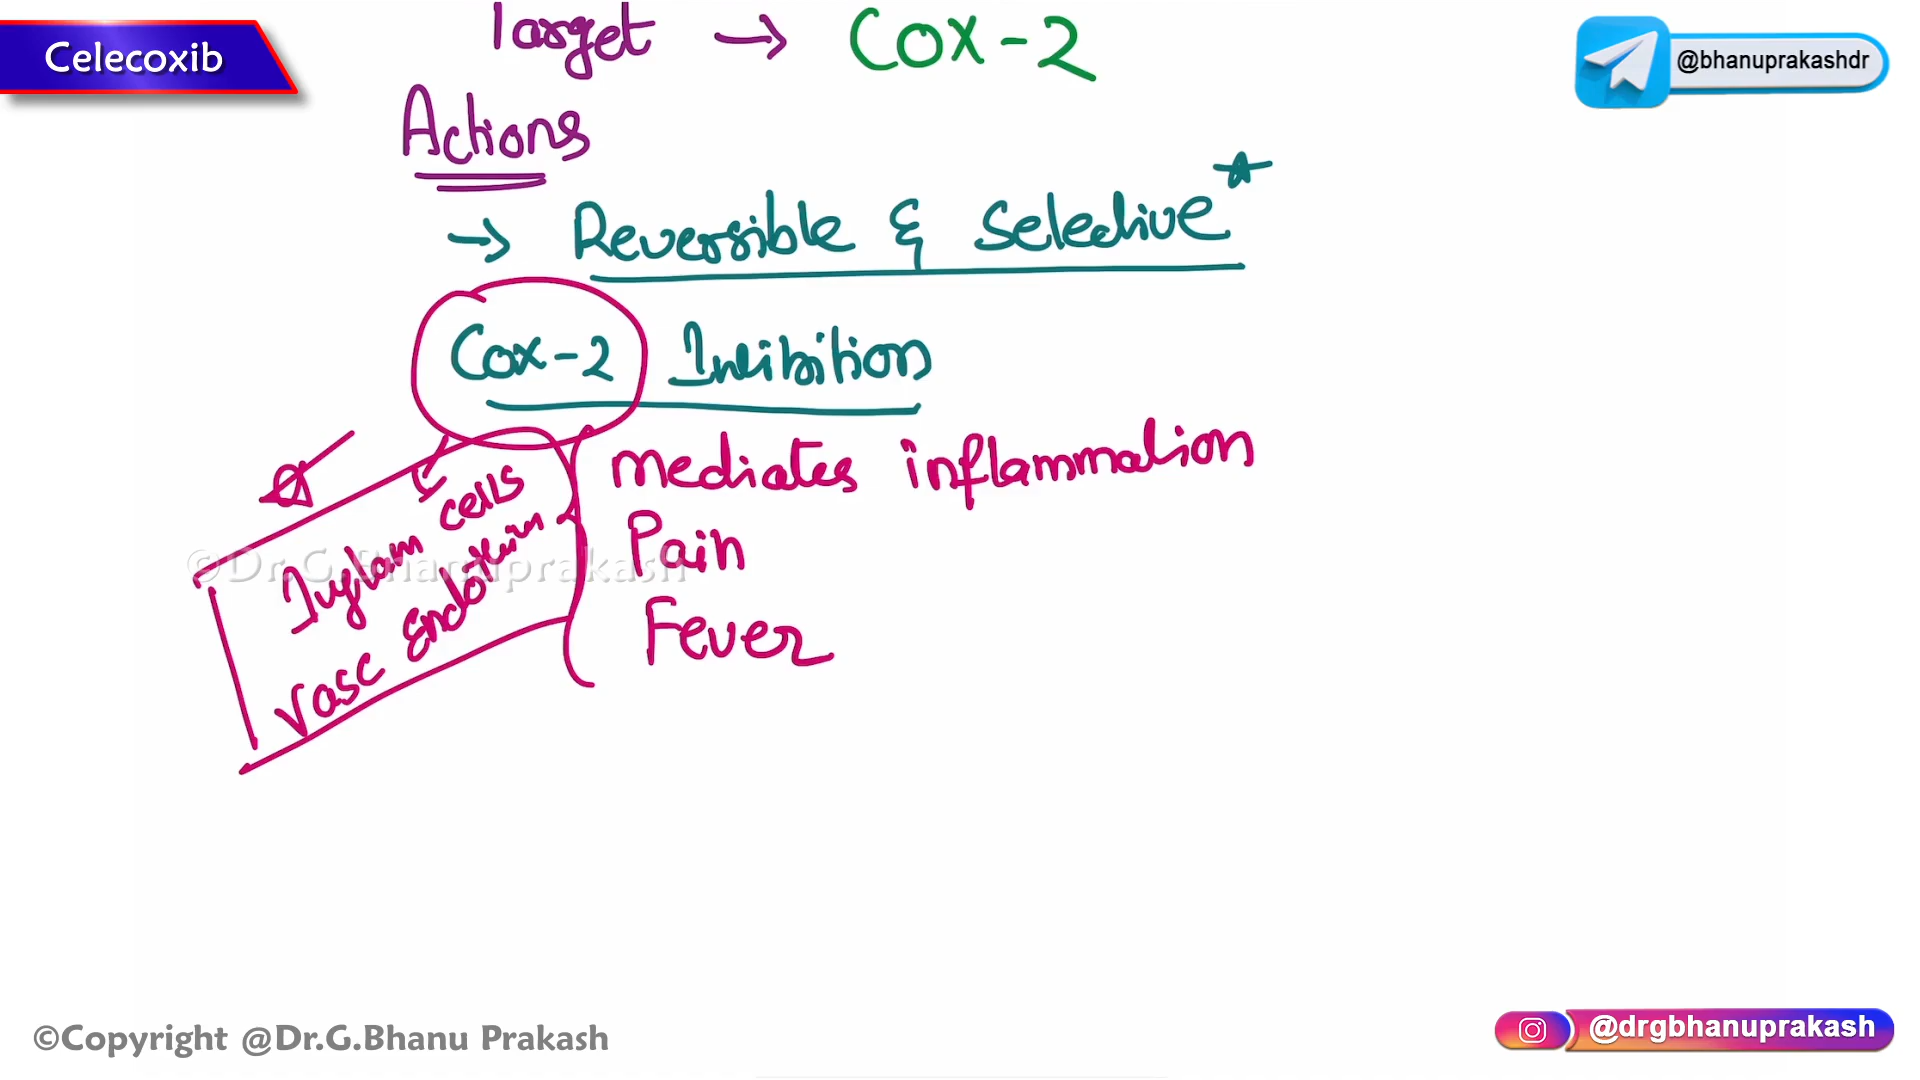 Celecoxib
Target → COX-2
@bhanuprakashdr
Actions
→ Reversible & Selective*
Cox-2 Inhibition
mediates inflammation
Pain
Fever
Inflam cells
vasc Endothelium
©Dr.G.Bhanuprakash
©Copyright @Dr.G.Bhanu Prakash
@drgbhanuprakash